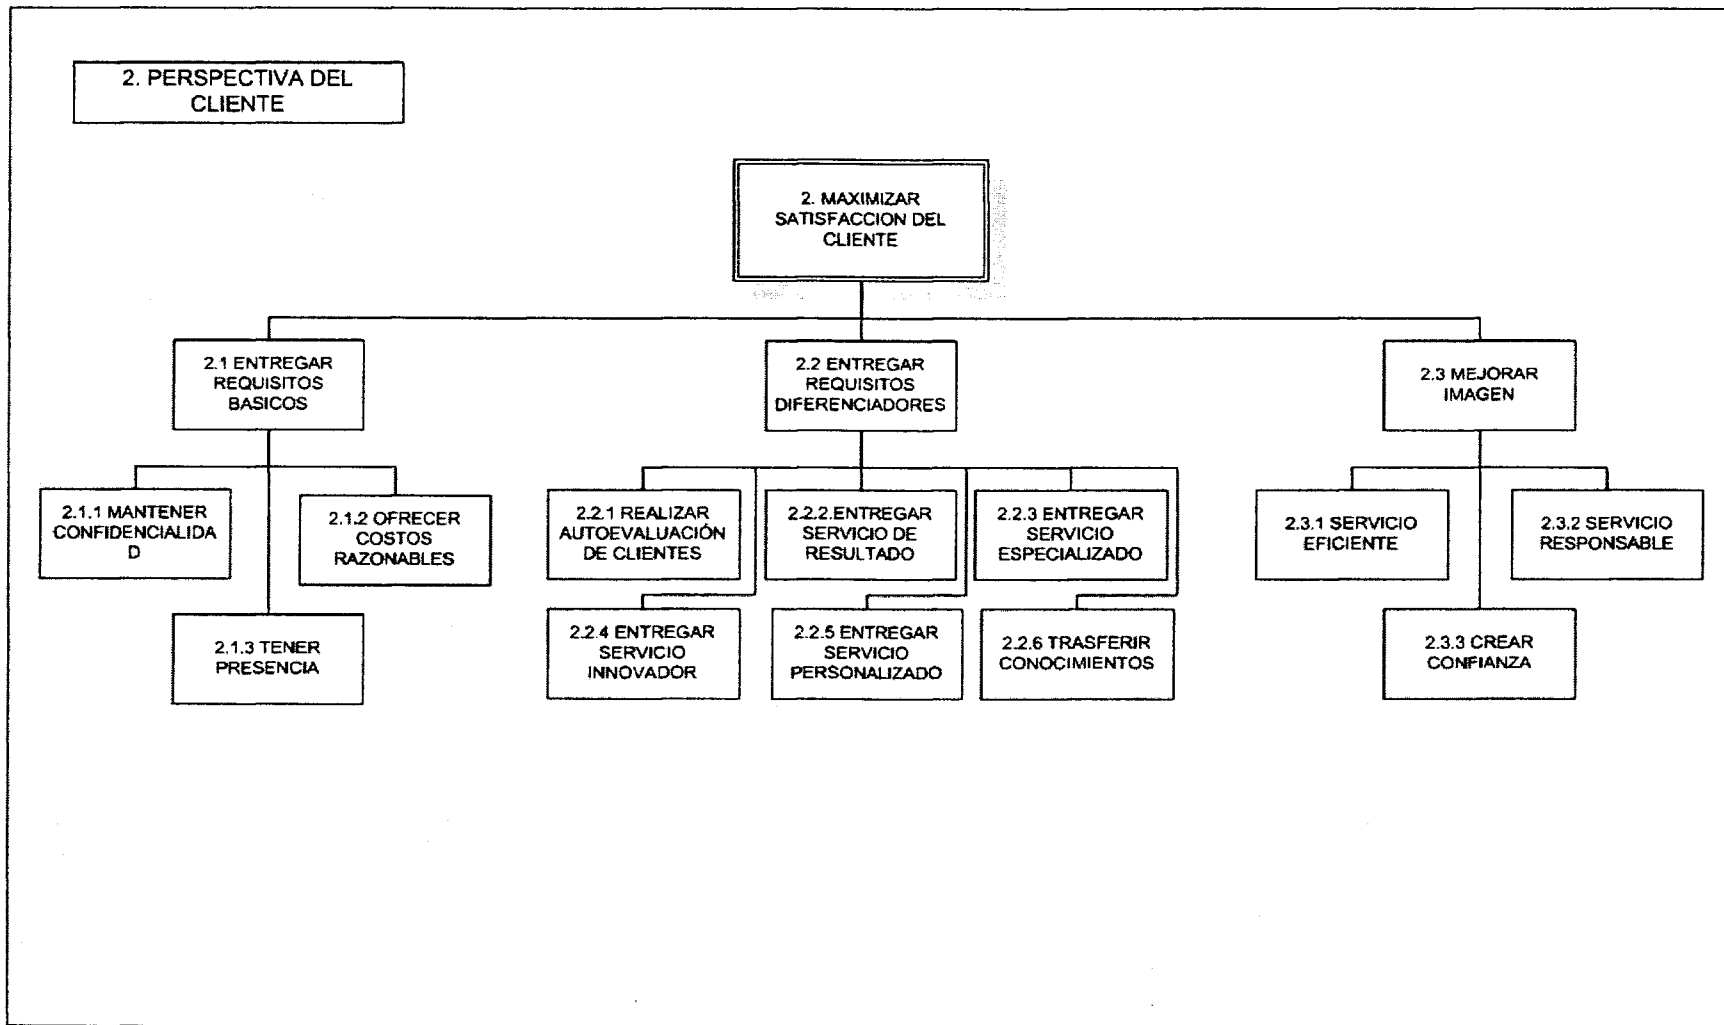 2. PERSPECTIVA DEL
CLIENTE
2. MAXIMIZAR
SATISFACCION DEL
CLIENTE
2.1 ENTREGAR
REQUISITOS
BASICOS
2.2 ENTREGAR
REQUISITOS
DIFERENCIADORES
2.3 MEJORAR
IMAGEN
2.1.1 MANTENER
CONFIDENCIALIDA
D
2.1.2 OFRECER
COSTOS
RAZONABLES
2.2.1 REALIZAR
AUTOEVALUACIÓN
DE CLIENTES
2.2.2.ENTREGAR
SERVICIO DE
RESULTADO
2.2.3 ENTREGAR
SERVICIO
ESPECIALIZADO
2.3.1 SERVICIO
EFICIENTE
2.3.2 SERVICIO
RESPONSABLE
2.1.3 TENER
PRESENCIA
2.2.4 ENTREGAR
SERVICIO
INNOVADOR
2.2.5 ENTREGAR
SERVICIO
PERSONALIZADO
2.2.6 TRASFERIR
CONOCIMIENTOS
2.3.3 CREAR
CONFIANZA